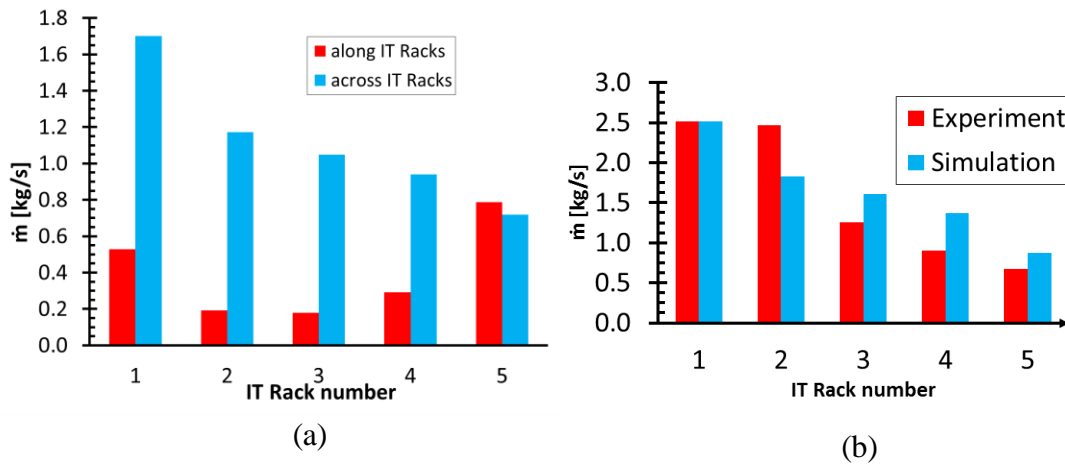 1.8
1.6
1.4
1.2
1.0
0.8
0.6
0.4
0.2
0.0
ṁ [kg/s]
along IT Racks
across IT Racks
1 2 3 4 5
IT Rack number
(a)
3.0
2.5
2.0
1.5
1.0
0.5
0.0
ṁ [kg/s]
Experiment
Simulation
1 2 3 4 5
IT Rack number
(b)